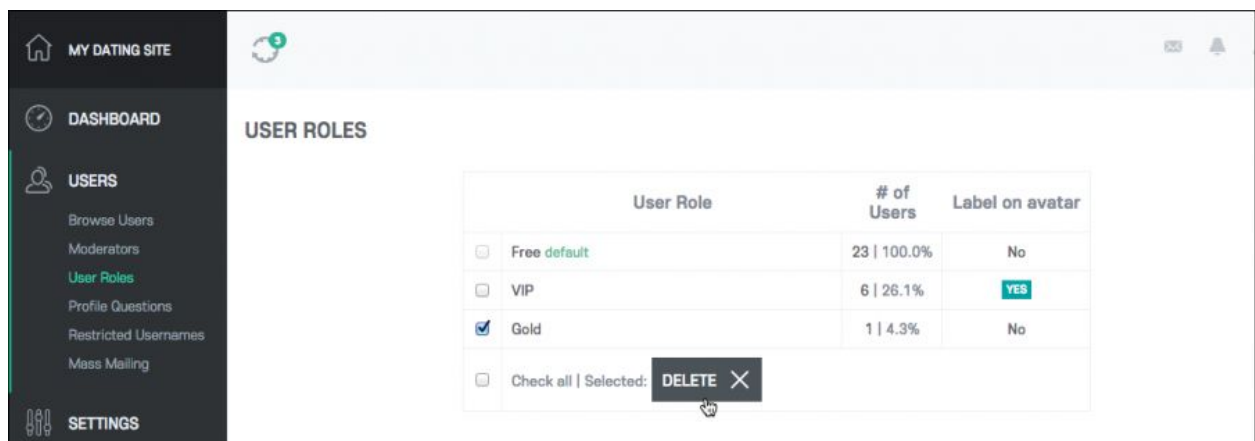 MY DATING SITE
3
DASHBOARD
USER ROLES
USERS
Browse Users
Moderators
User Roles
Profile Questions
Restricted Usernames
Mass Mailing
SETTINGS
User Role
# of
Users
Label on avatar
Free default
23 | 100.0%
No
VIP
6 | 26.1%
YES
Gold
1 | 4.3%
No
Check all | Selected: DELETE